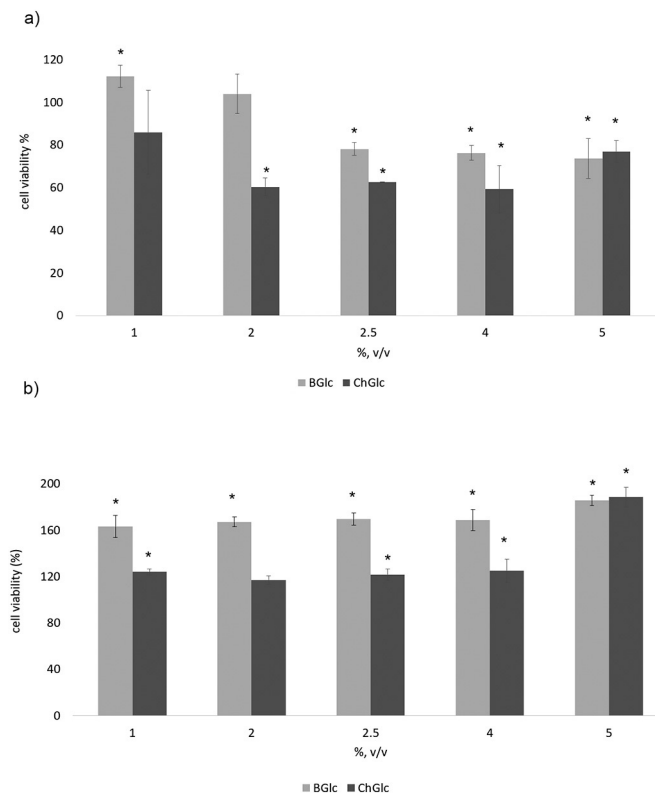 a)
*
120
100
* * * *
80
* * *
60
40
20
0
cell viability %
1 2 2.5 4 5
%, v/v
BGlc ChGlc
b)
200
* * * * * *
160
* * *
120
80
40
0
cell viability (%)
1 2 2.5 4 5
%, v/v
BGlc ChGlc